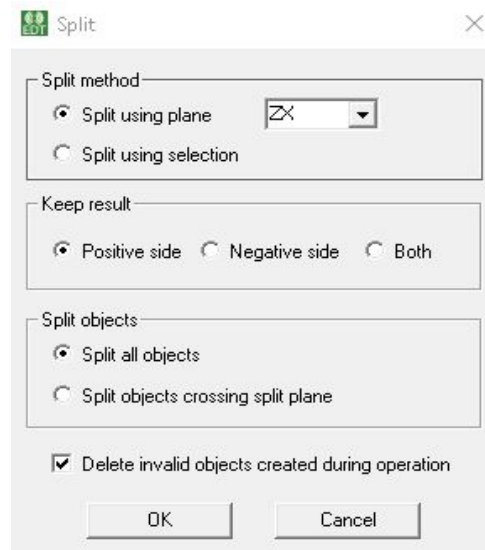 EDT Split
Split method
Split using plane ZX
Split using selection
Keep result
Positive side Negative side Both
Split objects
Split all objects
Split objects crossing split plane
Delete invalid objects created during operation
OK Cancel